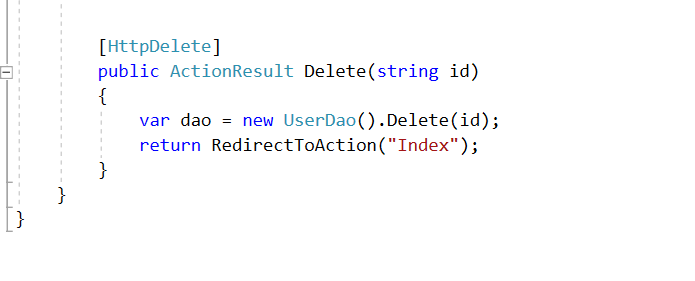 [HttpDelete]
public ActionResult Delete(string id)
{
var dao = new UserDao().Delete(id);
return RedirectToAction("Index");
}
}
}